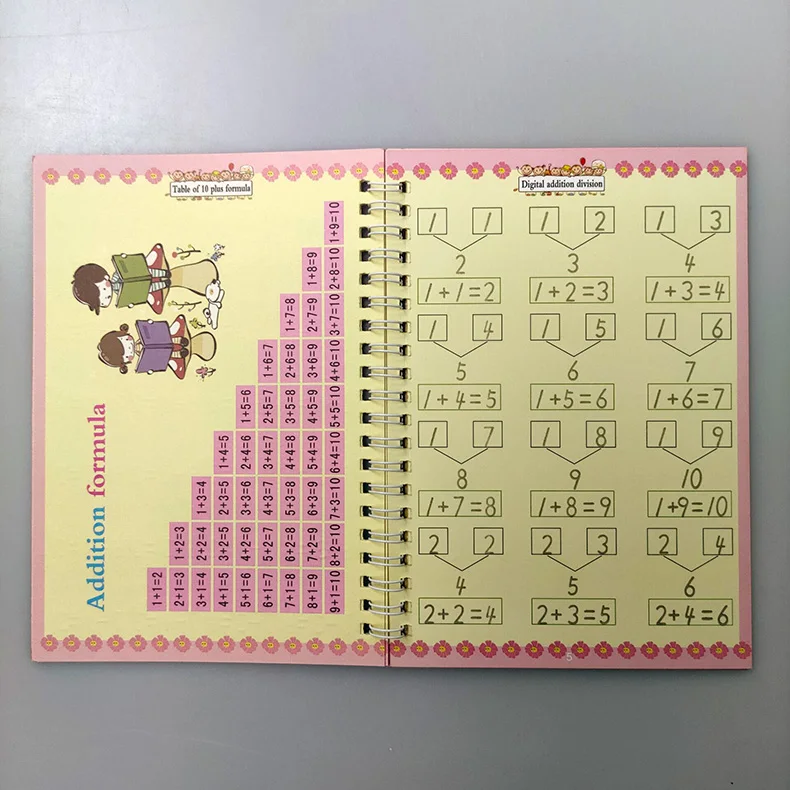 Table of 10 plus formula
Addition formula
1+1=2
2+1=3 1+2=3
3+1=4 2+2=4 1+3=4
4+1=5 3+2=5 2+3=5 1+4=5
5+1=6 4+2=6 3+3=6 2+4=6 1+5=6
6+1=7 5+2=7 4+3=7 3+4=7 2+5=7 1+6=7
7+1=8 6+2=8 5+3=8 4+4=8 3+5=8 2+6=8 1+7=8
8+1=9 7+2=9 6+3=9 5+4=9 4+5=9 3+6=9 2+7=9 1+8=9
9+1=10 8+2=10 7+3=10 6+4=10 5+5=10 4+6=10 3+7=10 2+8=10 1+9=10
Digital addition division
1 1 1 2 1 3
2 3 4
1+1=2 1+2=3 1+3=4
1 4 1 5 1 6
5 6 7
1+4=5 1+5=6 1+6=7
1 7 1 8 1 9
8 9 10
1+7=8 1+8=9 1+9=10
2 2 2 3 2 4
4 5 6
2+2=4 2+3=5 2+4=6
5